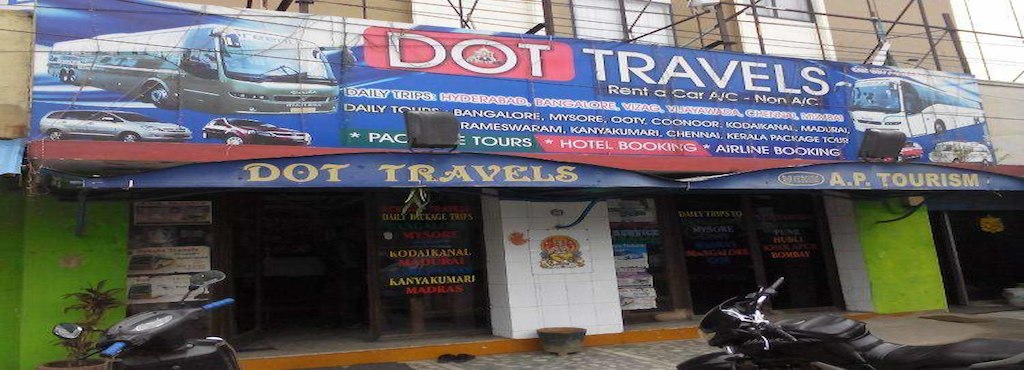 DOT TRAVELS
Rent a Car A/C - Non A/C
DAILY TRIPS: HYDERABAD, BANGALORE, VIZAG, VIJAYAWADA, CHENNAI, MUMBAI
DAILY TOURS: BANGALORE, MYSORE, OOTY, COONOOR, KODAIKANAL, MADURAI,
RAMESWARAM, KANYAKUMARI, CHENNAI, KERALA PACKAGE TOUR
* TOURS * HOTEL BOOKING * AIRLINE BOOKING
DOT TRAVELS
A.P. TOURISM
DAILY PACKAGE TRIPS
MYSORE
KODAIKANAL
MADURAI
KANYAKUMARI
MADRAS
DAILY TRIPS TO
MYSORE
MANGALORE
PUNE
HUBLI
BOMBAY